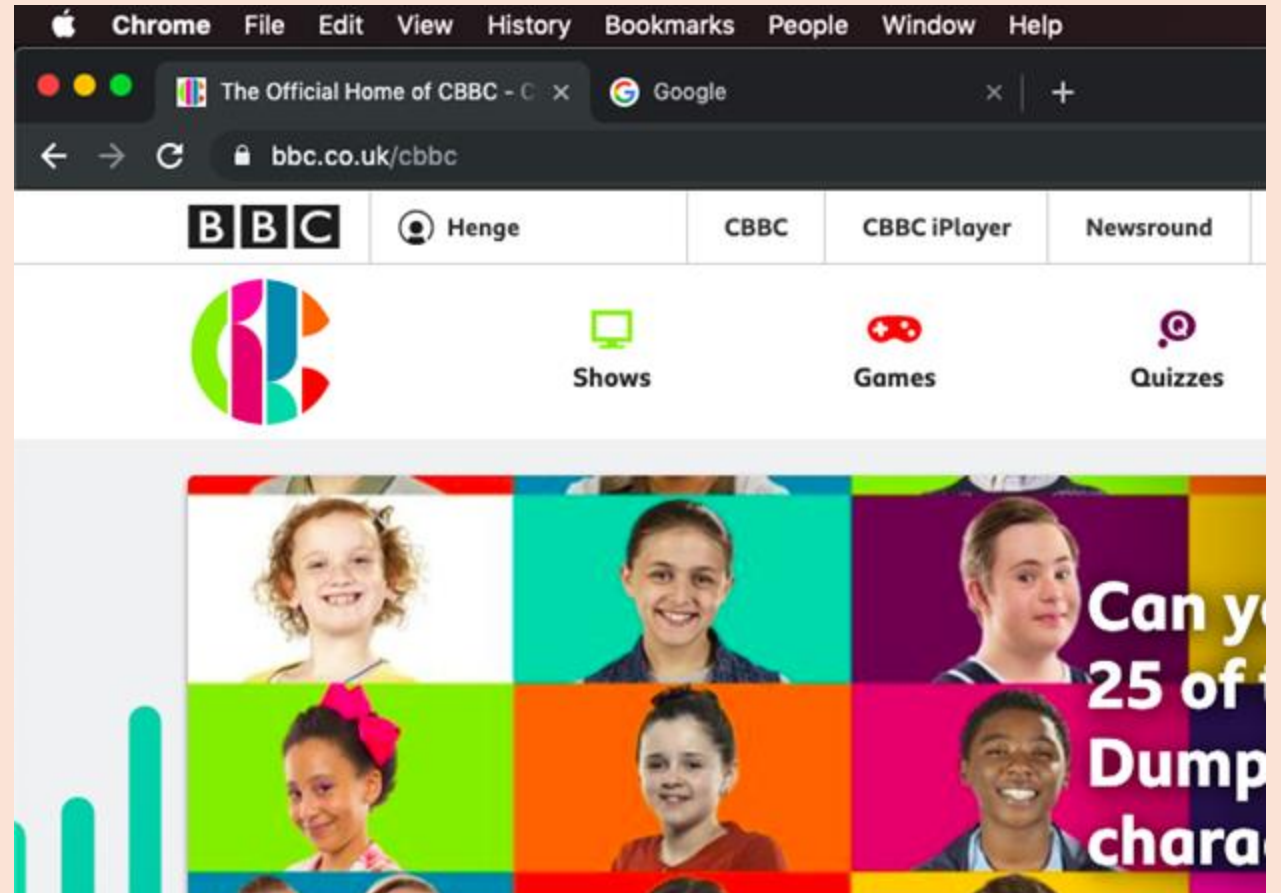 Chrome File Edit View History Bookmarks People Window Help
The Official Home of CBBC - C Google
bbc.co.uk/cbbc
BBC Henge CBBC CBBC iPlayer Newsround
Shows Games Quizzes
Can y
25 of
Dump
chara